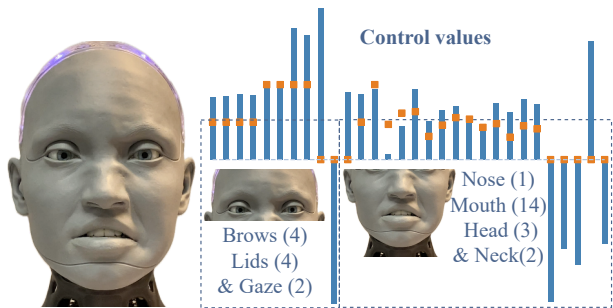 Control values
Brows (4)
Lids (4)
& Gaze (2)
Nose (1)
Mouth (14)
Head (3)
& Neck(2)